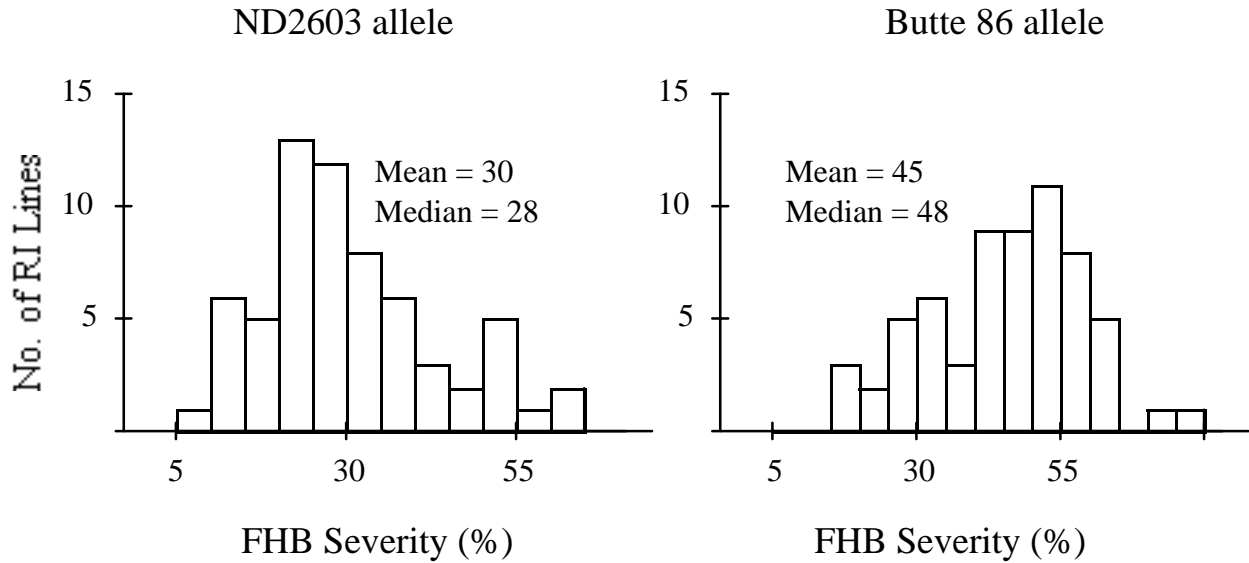 ND2603 allele
Butte 86 allele
15
10
5
No. of RI Lines
Mean = 30
Median = 28
5
30
55
FHB Severity (%)
15
10
5
Mean = 45
Median = 48
5
30
55
FHB Severity (%)